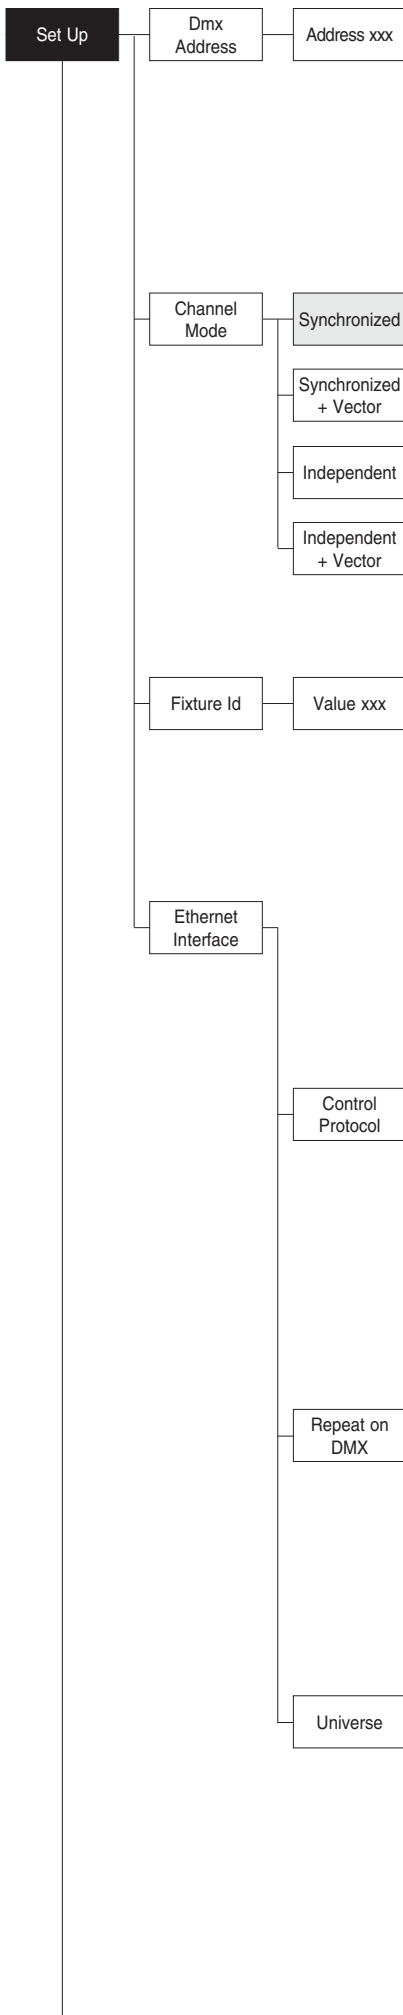 Set Up
Dmx
Address
Address xxx
Channel
Mode
Synchronized
Synchronized
+ Vector
Independent
Independent
+ Vector
Fixture Id
Value xxx
Ethernet
Interface
Control
Protocol
Repeat on
DMX
Universe